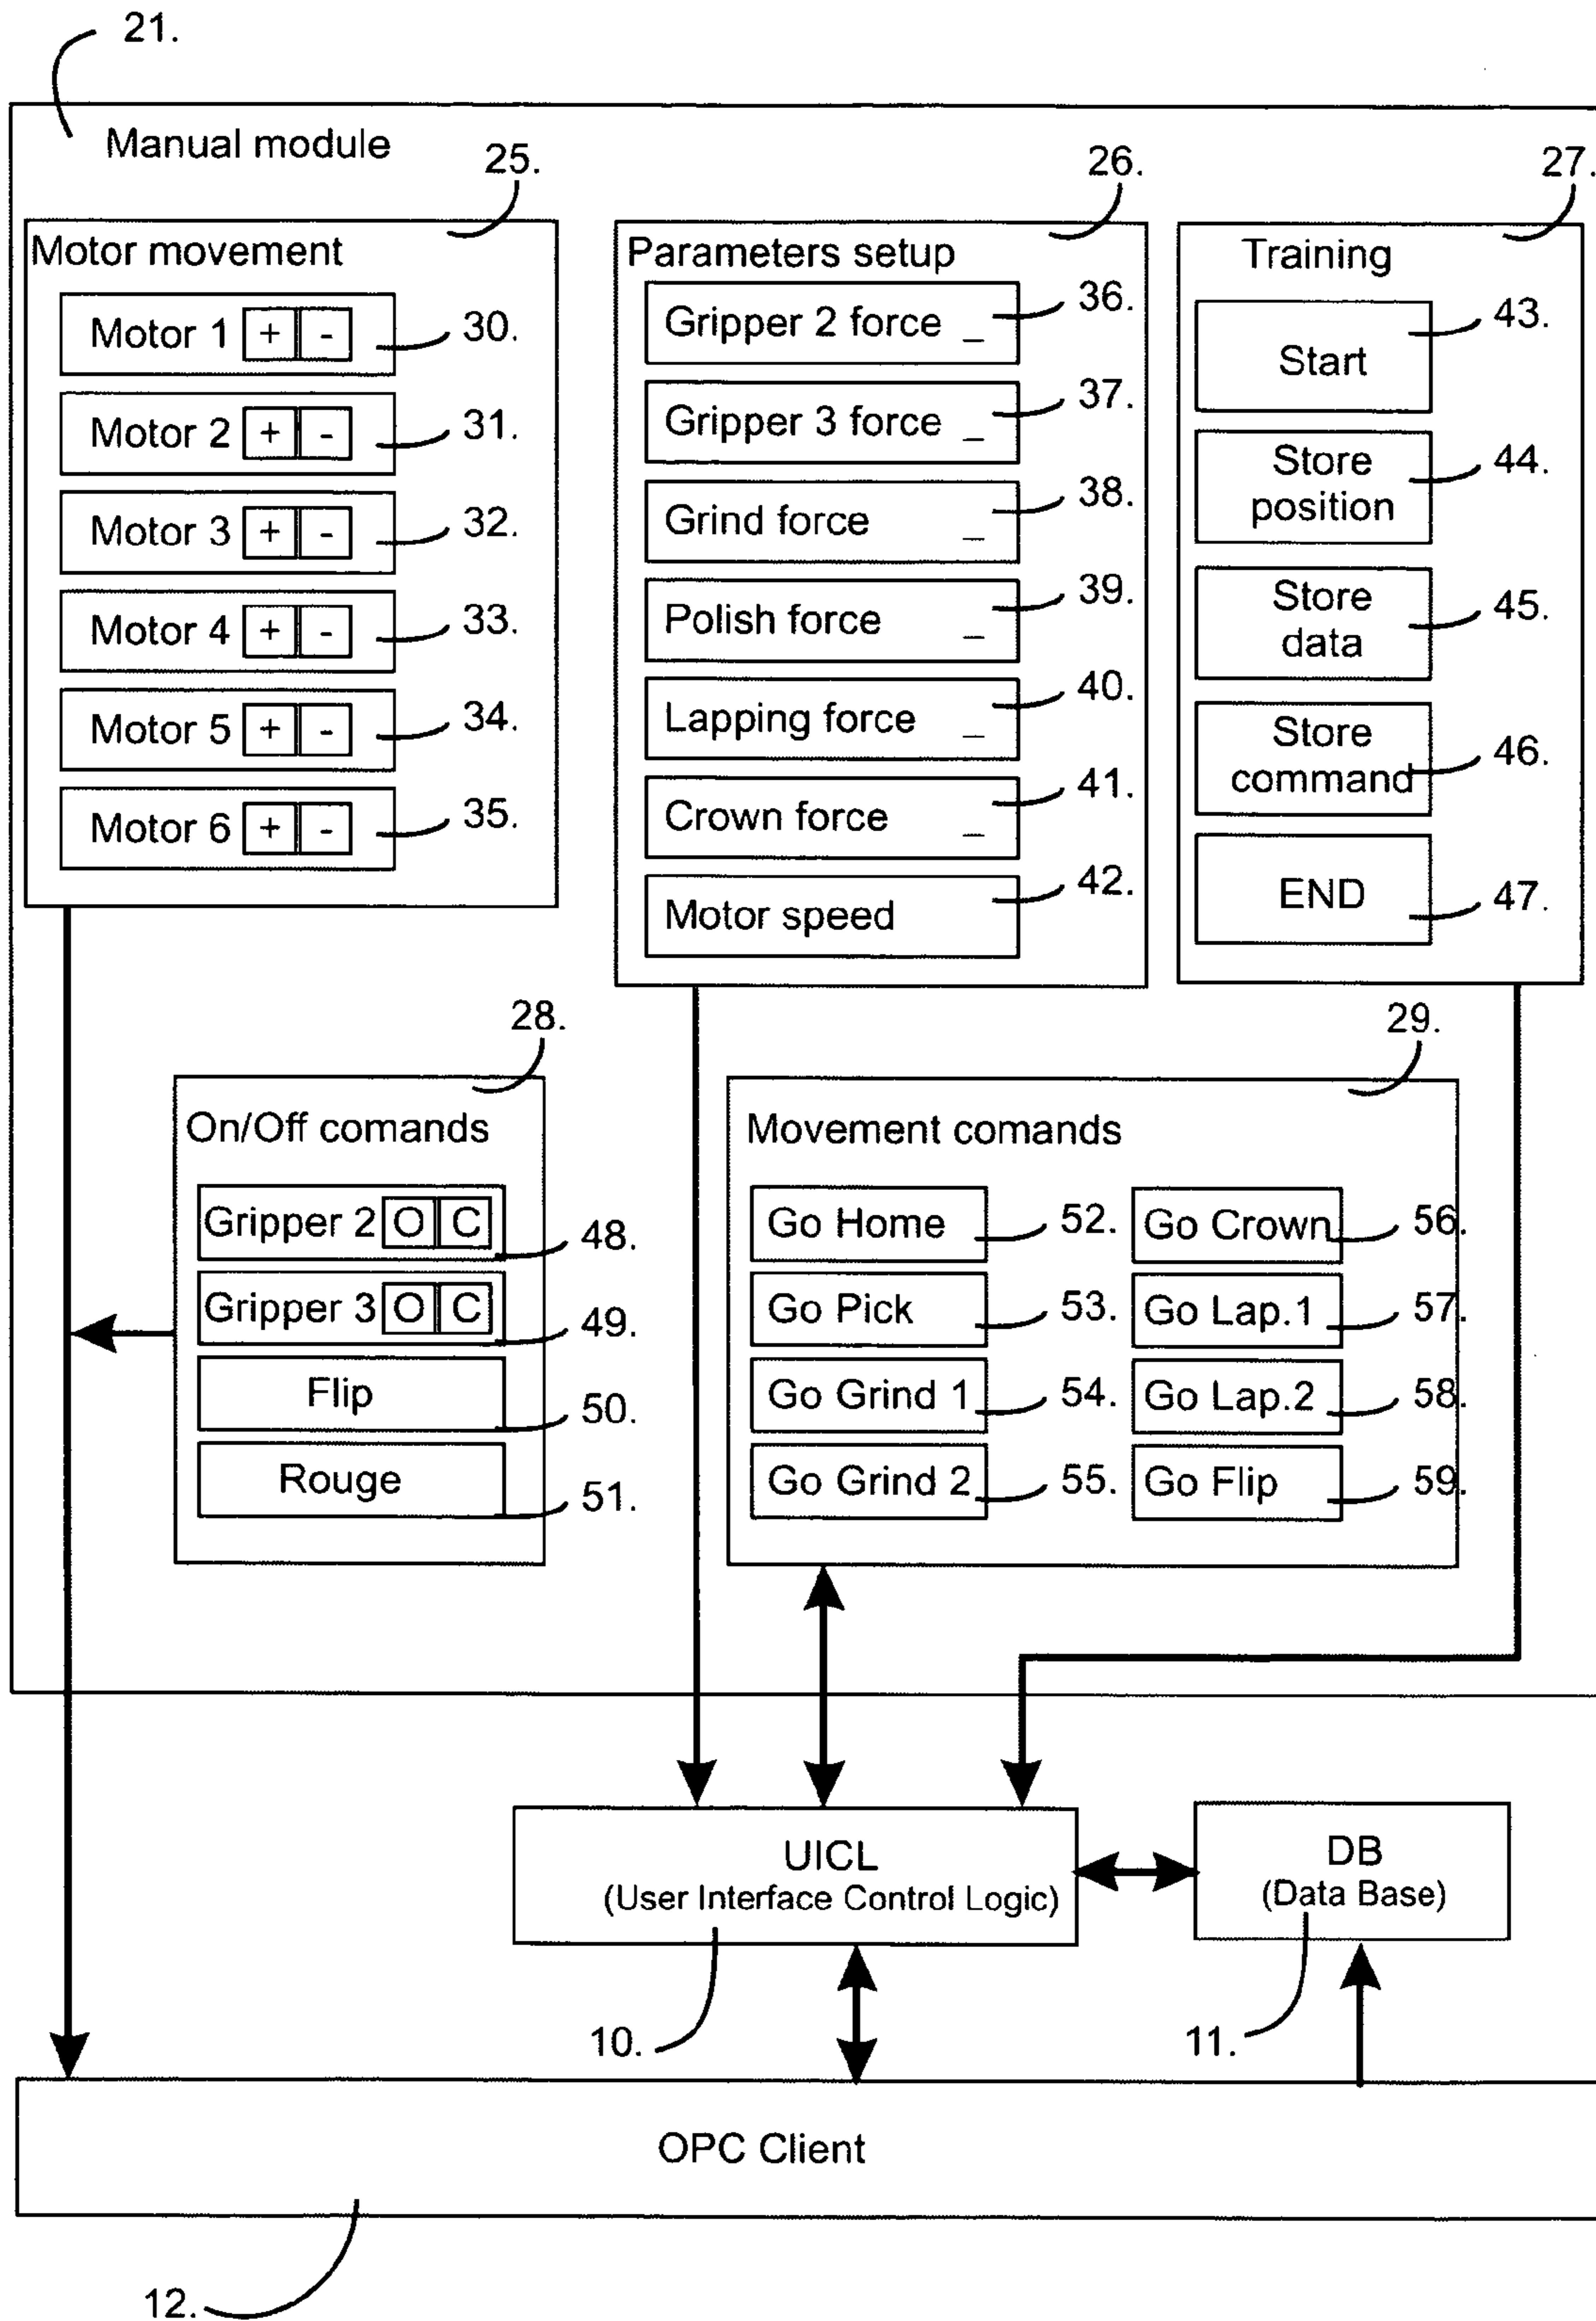 21.
Manual module
25.
26.
27.
Motor movement
Motor 1 + - 30.
Motor 2 + - 31.
Motor 3 + - 32.
Motor 4 + - 33.
Motor 5 + - 34.
Motor 6 + - 35.
Parameters setup
Gripper 2 force _ 36.
Gripper 3 force _ 37.
Grind force _ 38.
Polish force _ 39.
Lapping force _ 40.
Crown force _ 41.
Motor speed 42.
Training
Start 43.
Store
position 44.
Store
data 45.
Store
command 46.
END 47.
28.
On/Off comands
Gripper 2 O C 48.
Gripper 3 O C 49.
Flip 50.
Rouge 51.
29.
Movement comands
Go Home 52. Go Crown 56.
Go Pick 53. Go Lap.1 57.
Go Grind 1 54. Go Lap.2 58.
Go Grind 2 55. Go Flip 59.
UICL
(User Interface Control Logic)
DB
(Data Base)
10.
11.
OPC Client
12.